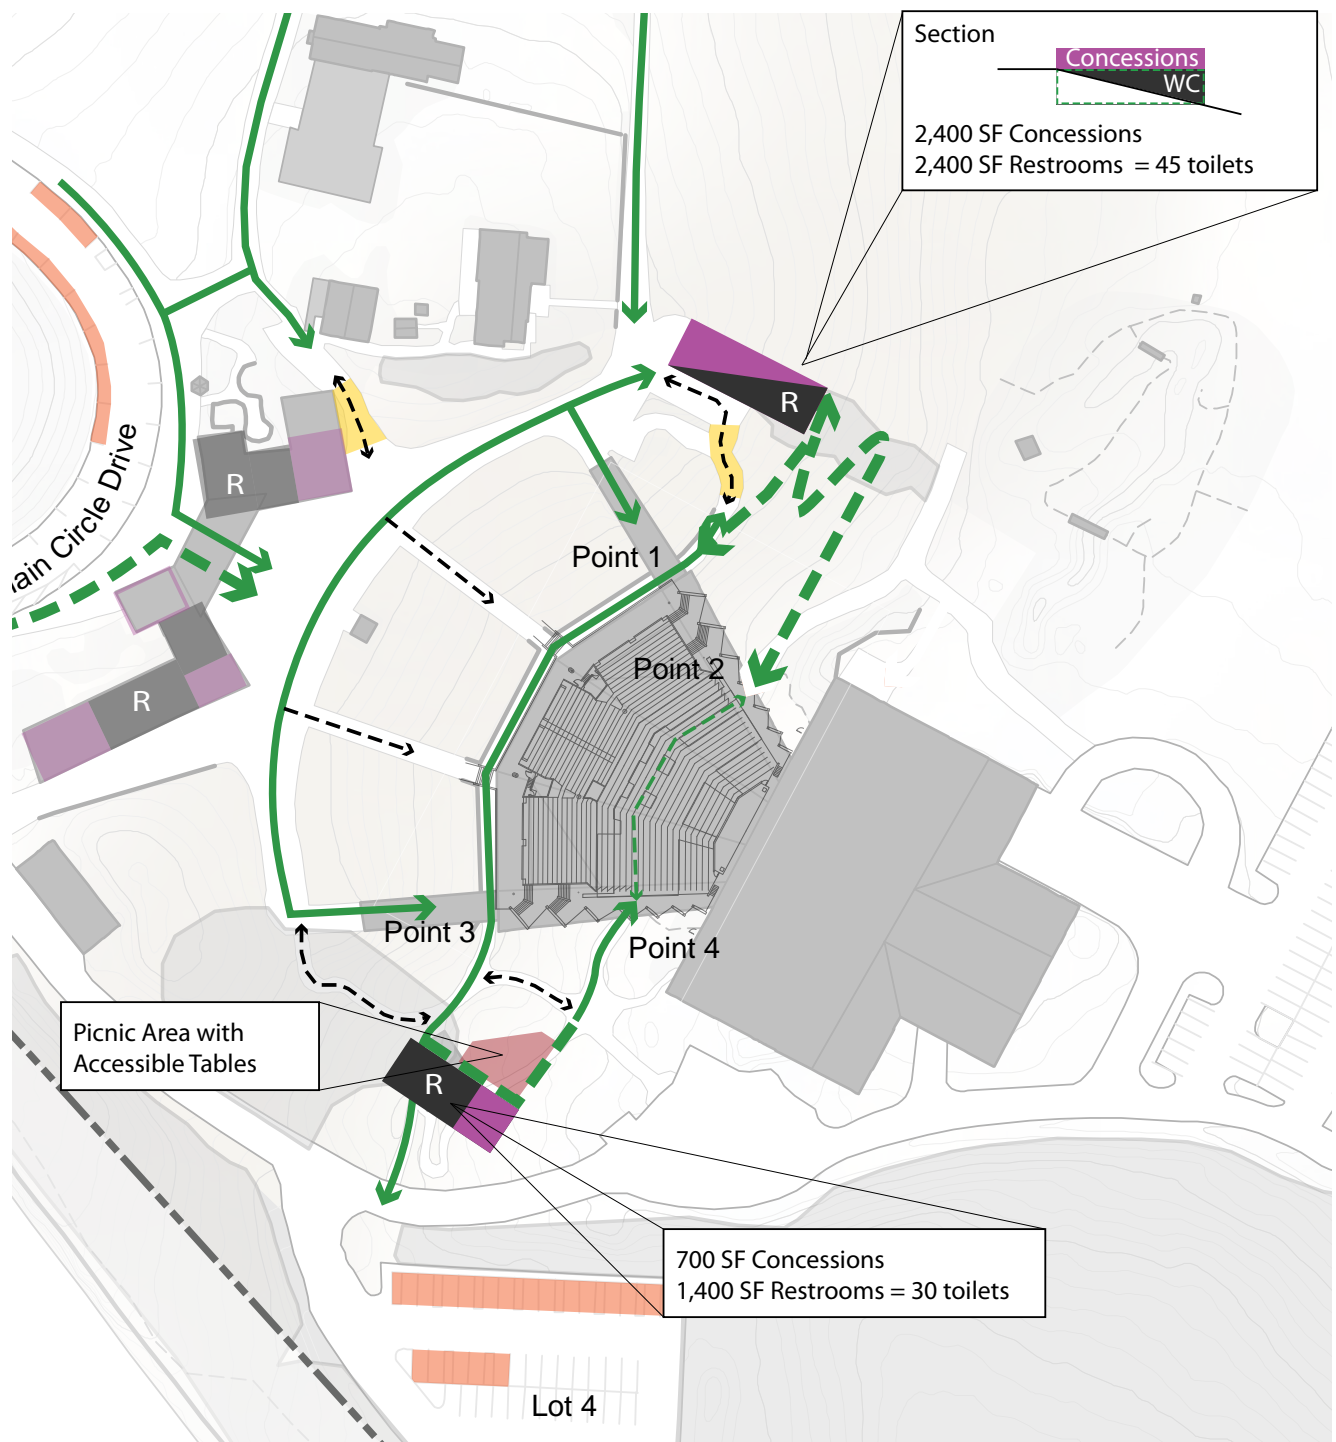 Section
Concessions
WC
2,400 SF Concessions
2,400 SF Restrooms = 45 toilets
R
R
ain Circle Drive
Point 1
Point 2
R
Point 3
Point 4
Picnic Area with
Accessible Tables
R
700 SF Concessions
1,400 SF Restrooms = 30 toilets
Lot 4